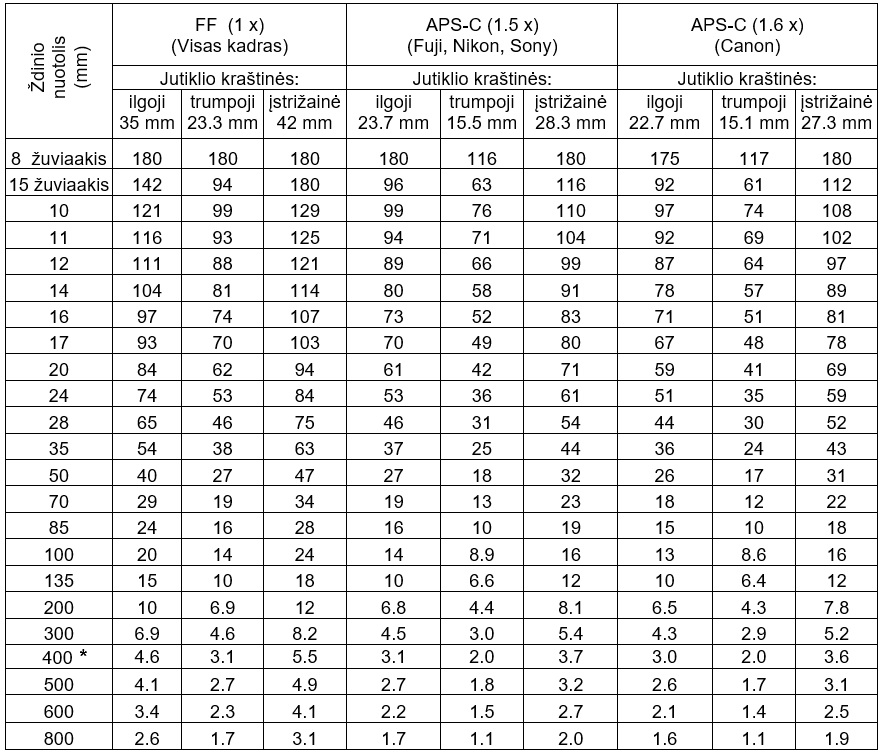 Ždinio nuotolis (mm)
FF (1 x) (Visas kadras)
APS-C (1.5 x) (Fuji, Nikon, Sony)
APS-C (1.6 x) (Canon)
Jutiklio kraštinės: Jutiklio kraštinės: Jutiklio kraštinės:
ilgoji trumpoji įstrižainė ilgoji trumpoji įstrižainė ilgoji trumpoji įstrižainė
35 mm 23.3 mm 42 mm 23.7 mm 15.5 mm 28.3 mm 22.7 mm 15.1 mm 27.3 mm
8 žuviaakis 180 180 180 180 116 180 175 117 180
15 žuviaakis 142 94 180 96 63 116 92 61 112
10 121 99 129 99 76 110 97 74 108
11 116 93 125 94 71 104 92 69 102
12 111 88 121 89 66 99 87 64 97
14 104 81 114 80 58 91 78 57 89
16 97 74 107 73 52 83 71 51 81
17 93 70 103 70 49 80 67 48 78
20 84 62 94 61 42 71 59 41 69
24 74 53 84 53 36 61 51 35 59
28 65 46 75 46 31 54 44 30 52
35 54 38 63 37 25 44 36 24 43
50 40 27 47 27 18 32 26 17 31
70 29 19 34 19 13 23 18 12 22
85 24 16 28 16 10 19 15 10 18
100 20 14 24 14 8.9 16 13 8.6 16
135 15 10 18 10 6.6 12 10 6.4 12
200 10 6.9 12 6.8 4.4 8.1 6.5 4.3 7.8
300 6.9 4.6 8.2 4.5 3.0 5.4 4.3 2.9 5.2
400 * 4.6 3.1 5.5 3.1 2.0 3.7 3.0 2.0 3.6
500 4.1 2.7 4.9 2.7 1.8 3.2 2.6 1.7 3.1
600 3.4 2.3 4.1 2.2 1.5 2.7 2.1 1.4 2.5
800 2.6 1.7 3.1 1.7 1.1 2.0 1.6 1.1 1.9